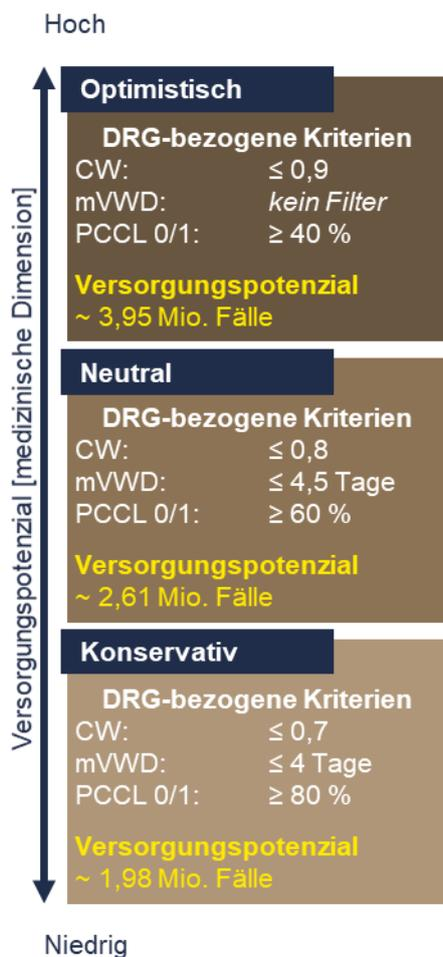 Hoch
Versorgungspotenzial [medizinische Dimension]
Optimistisch
DRG-bezogene Kriterien
CW: ≤ 0,9
mVWD: kein Filter
PCCL 0/1: ≥ 40 %
Versorgungspotenzial
~ 3,95 Mio. Fälle
Neutral
DRG-bezogene Kriterien
CW: ≤ 0,8
mVWD: ≤ 4,5 Tage
PCCL 0/1: ≥ 60 %
Versorgungspotenzial
~ 2,61 Mio. Fälle
Konservativ
DRG-bezogene Kriterien
CW: ≤ 0,7
mVWD: ≤ 4 Tage
PCCL 0/1: ≥ 80 %
Versorgungspotenzial
~ 1,98 Mio. Fälle
Niedrig